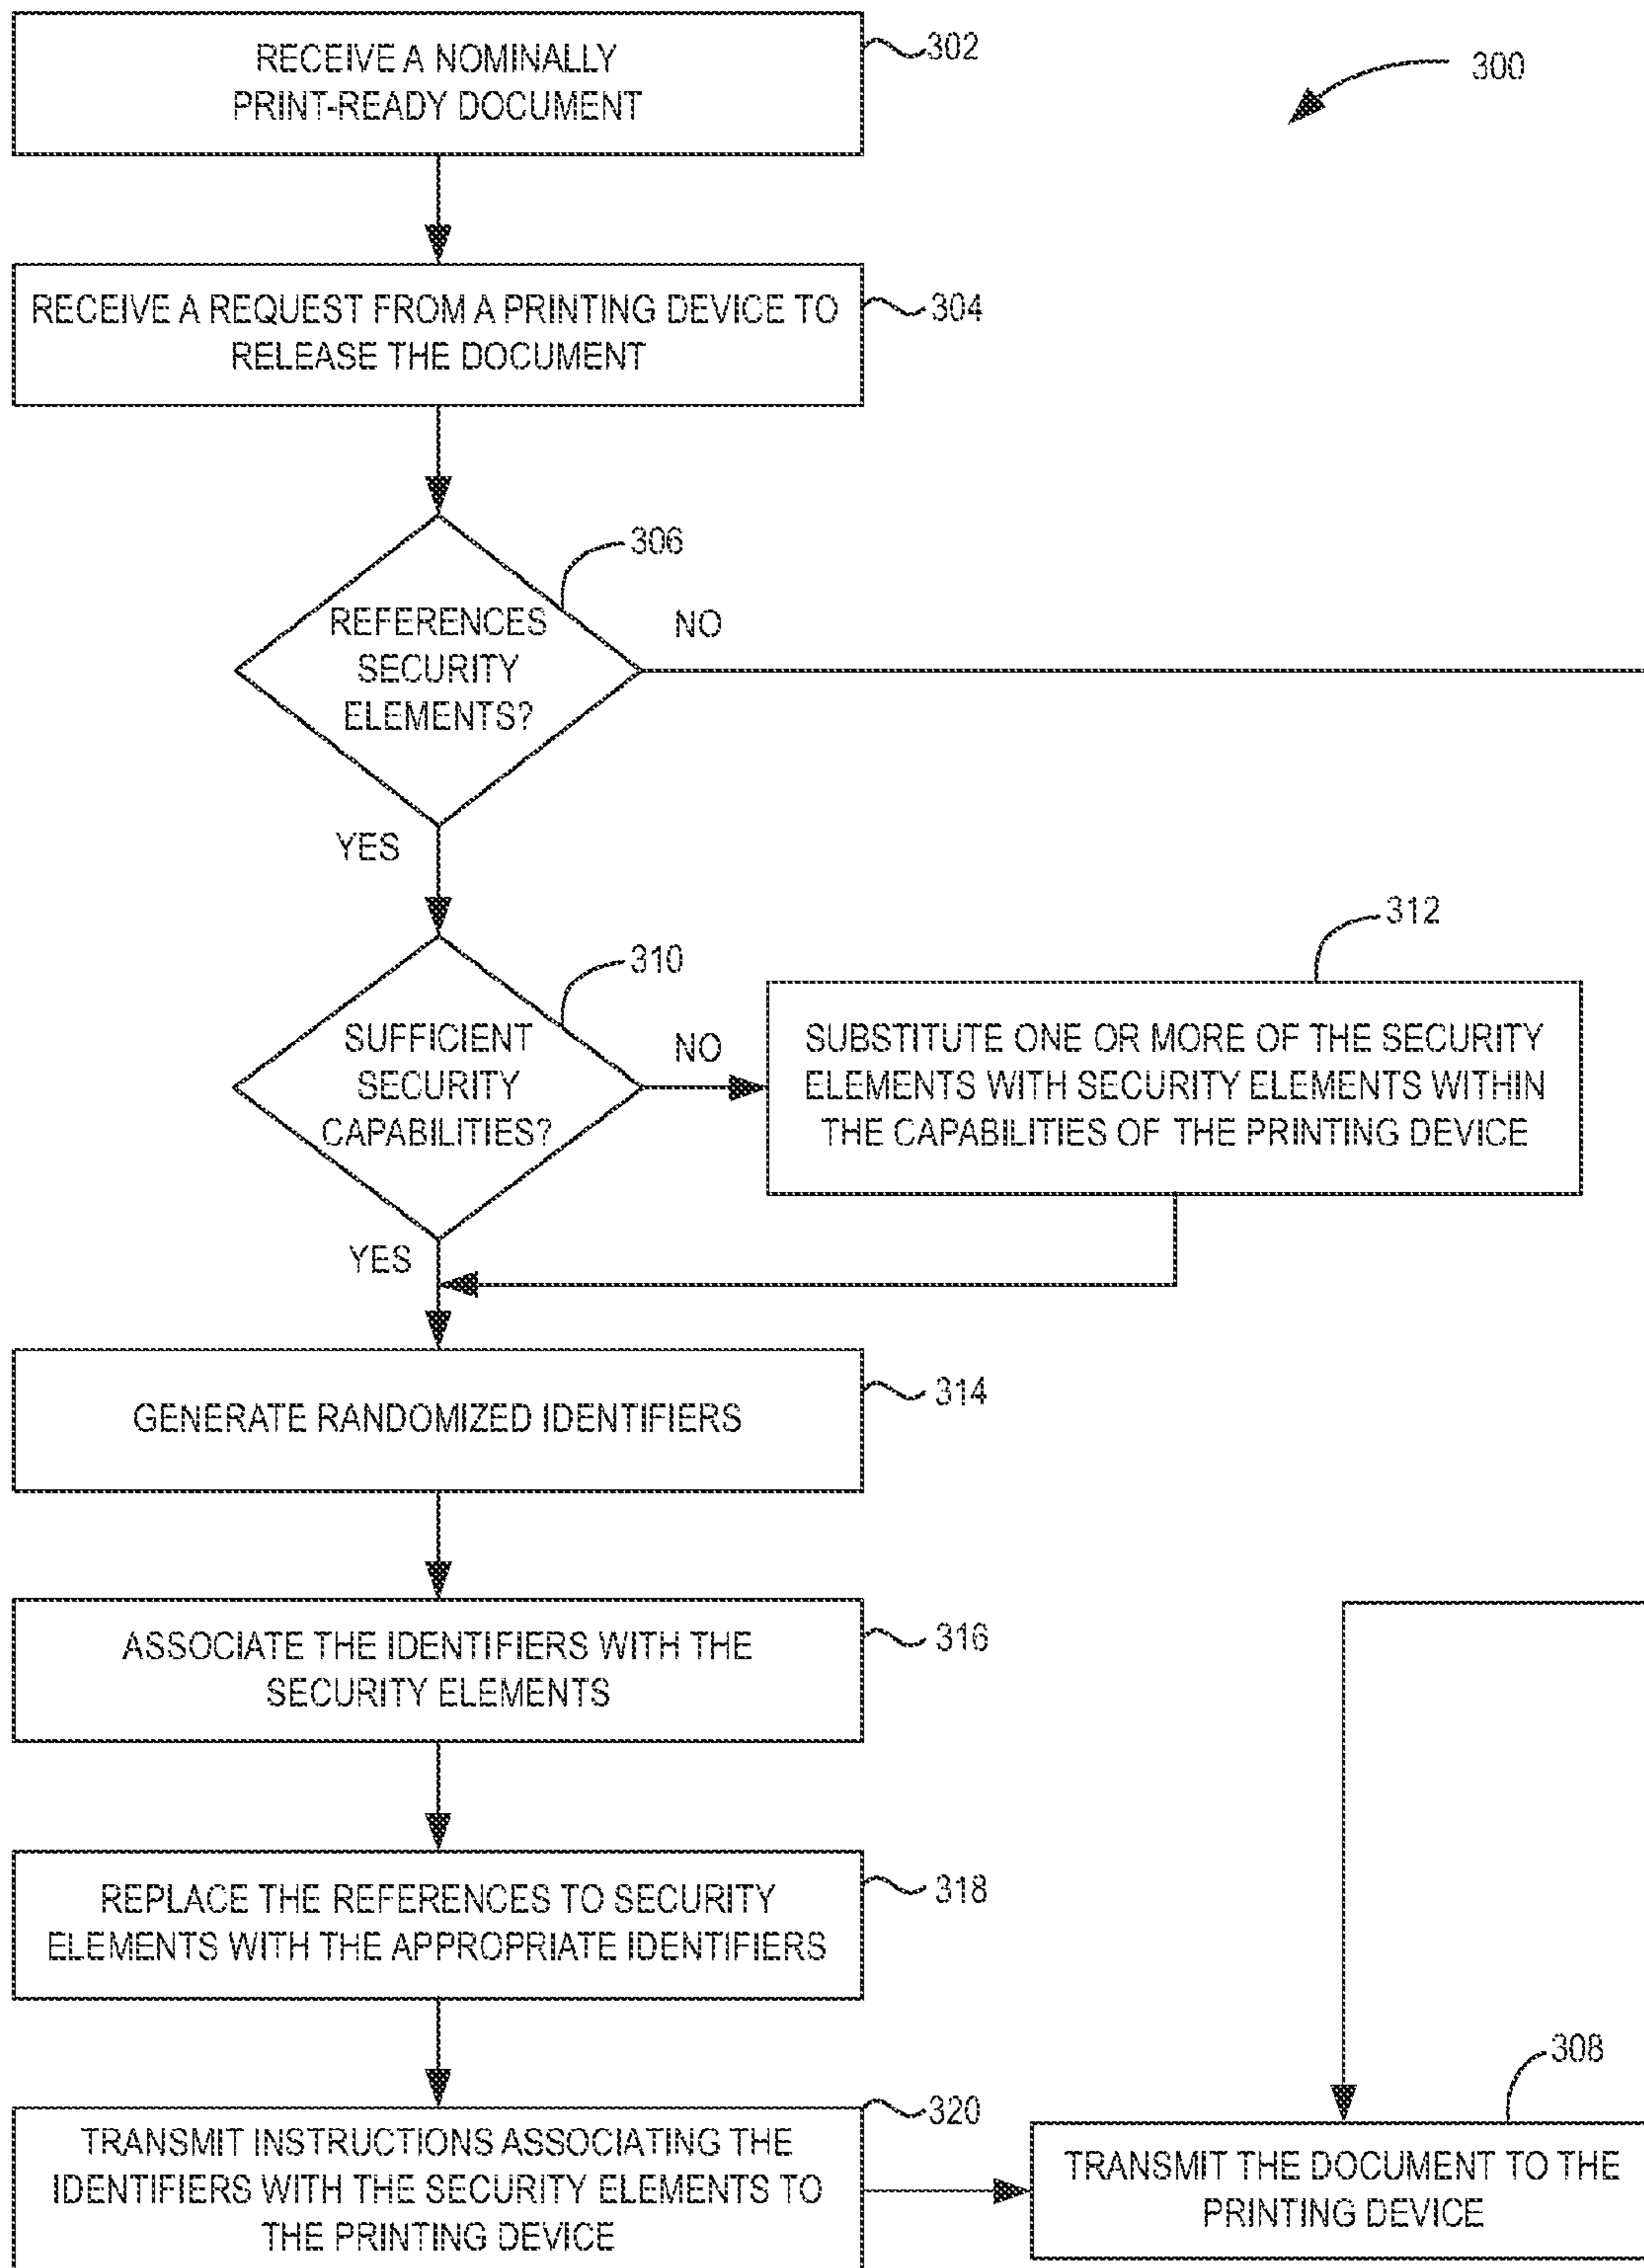 RECEIVE A NOMINALLY
PRINT-READY DOCUMENT
302
300
RECEIVE A REQUEST FROM A PRINTING DEVICE TO
RELEASE THE DOCUMENT
304
306
REFERENCES
SECURITY
ELEMENTS?
NO
YES
310
312
SUFFICIENT
SECURITY
CAPABILITIES?
NO
SUBSTITUTE ONE OR MORE OF THE SECURITY
ELEMENTS WITH SECURITY ELEMENTS WITHIN
THE CAPABILITIES OF THE PRINTING DEVICE
YES
GENERATE RANDOMIZED IDENTIFIERS
314
ASSOCIATE THE IDENTIFIERS WITH THE
SECURITY ELEMENTS
316
REPLACE THE REFERENCES TO SECURITY
ELEMENTS WITH THE APPROPRIATE IDENTIFIERS
318
TRANSMIT INSTRUCTIONS ASSOCIATING THE
IDENTIFIERS WITH THE SECURITY ELEMENTS TO
THE PRINTING DEVICE
320
308
TRANSMIT THE DOCUMENT TO THE
PRINTING DEVICE